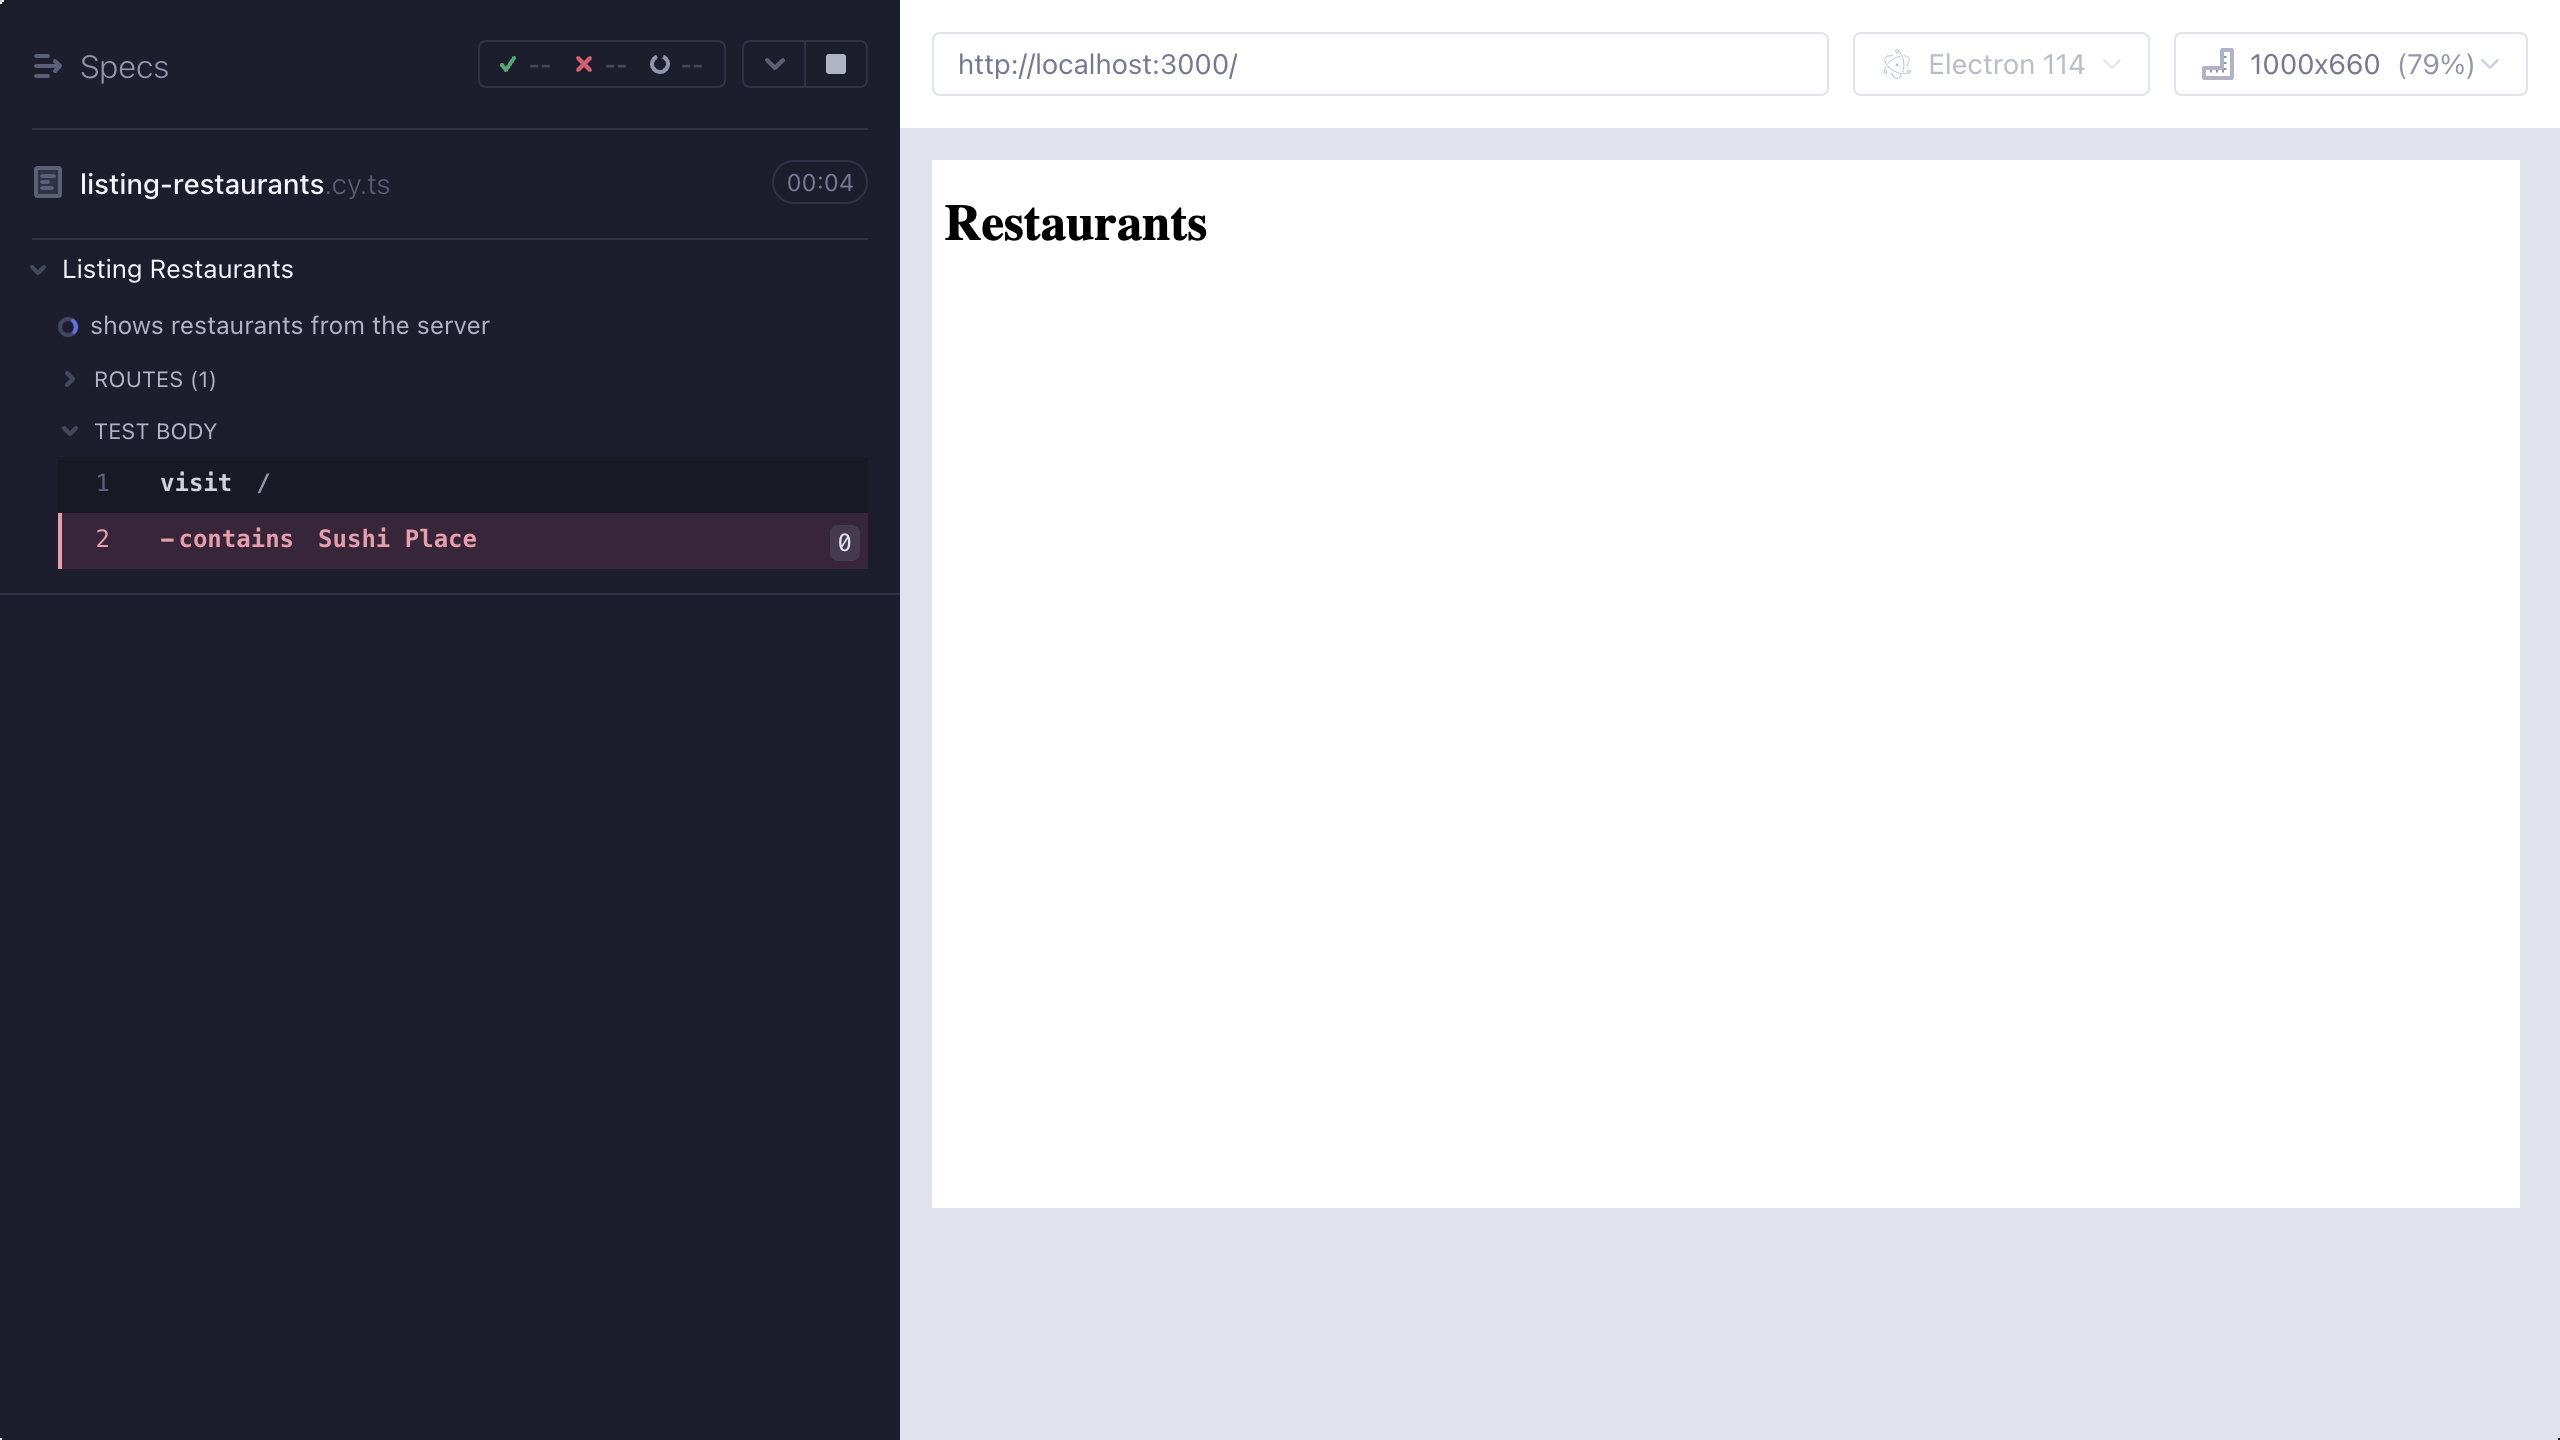 Specs
-- -- --
listing-restaurants.cy.ts 00:04
Listing Restaurants
shows restaurants from the server
ROUTES (1)
TEST BODY
1 visit /
2 -contains Sushi Place 0
http://localhost:3000/
Electron 114
1000x660 (79%)
Restaurants